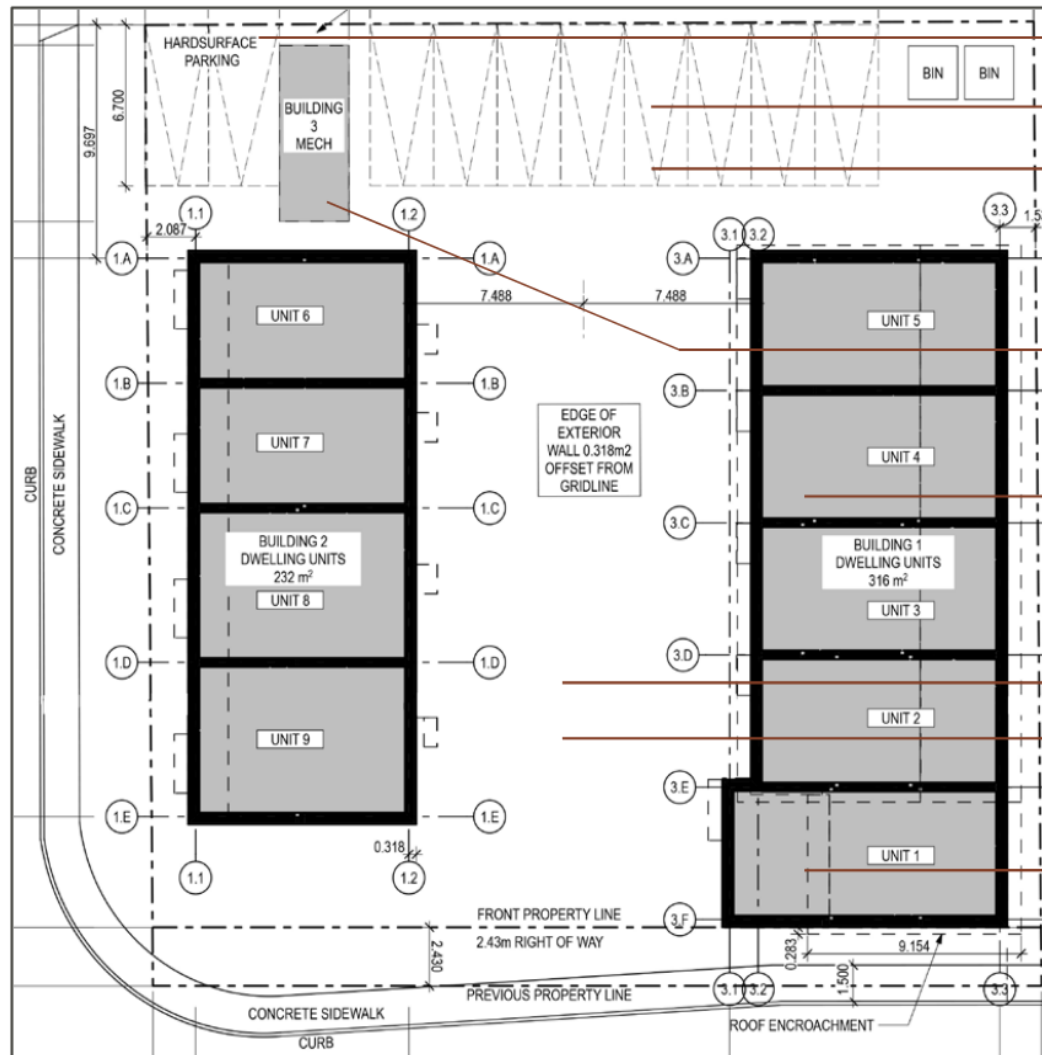 HARDSURFACE
PARKING
BUILDING
3
MECH
BIN
BIN
6.700
9.697
2.087
1.1
1.2
3.1
3.2
3.3
1.A
1.A
3.A
7.488
7.488
UNIT 6
UNIT 5
1.B
1.B
3.B
EDGE OF
EXTERIOR
WALL 0.318m2
OFFSET FROM
GRIDLINE
UNIT 7
UNIT 4
CURB
CONCRETE SIDEWALK
1.C
1.C
3.C
BUILDING 2
DWELLING UNITS
232 m²
BUILDING 1
DWELLING UNITS
316 m²
UNIT 8
UNIT 3
1.D
1.D
3.D
UNIT 9
UNIT 2
3.E
1.E
1.E
0.318
UNIT 1
1.1
1.2
FRONT PROPERTY LINE
3.F
2.43m RIGHT OF WAY
2.430
0.283
9.154
1.500
PREVIOUS PROPERTY LINE
3.1
3.2
3.3
CONCRETE SIDEWALK
ROOF ENCROACHMENT
CURB